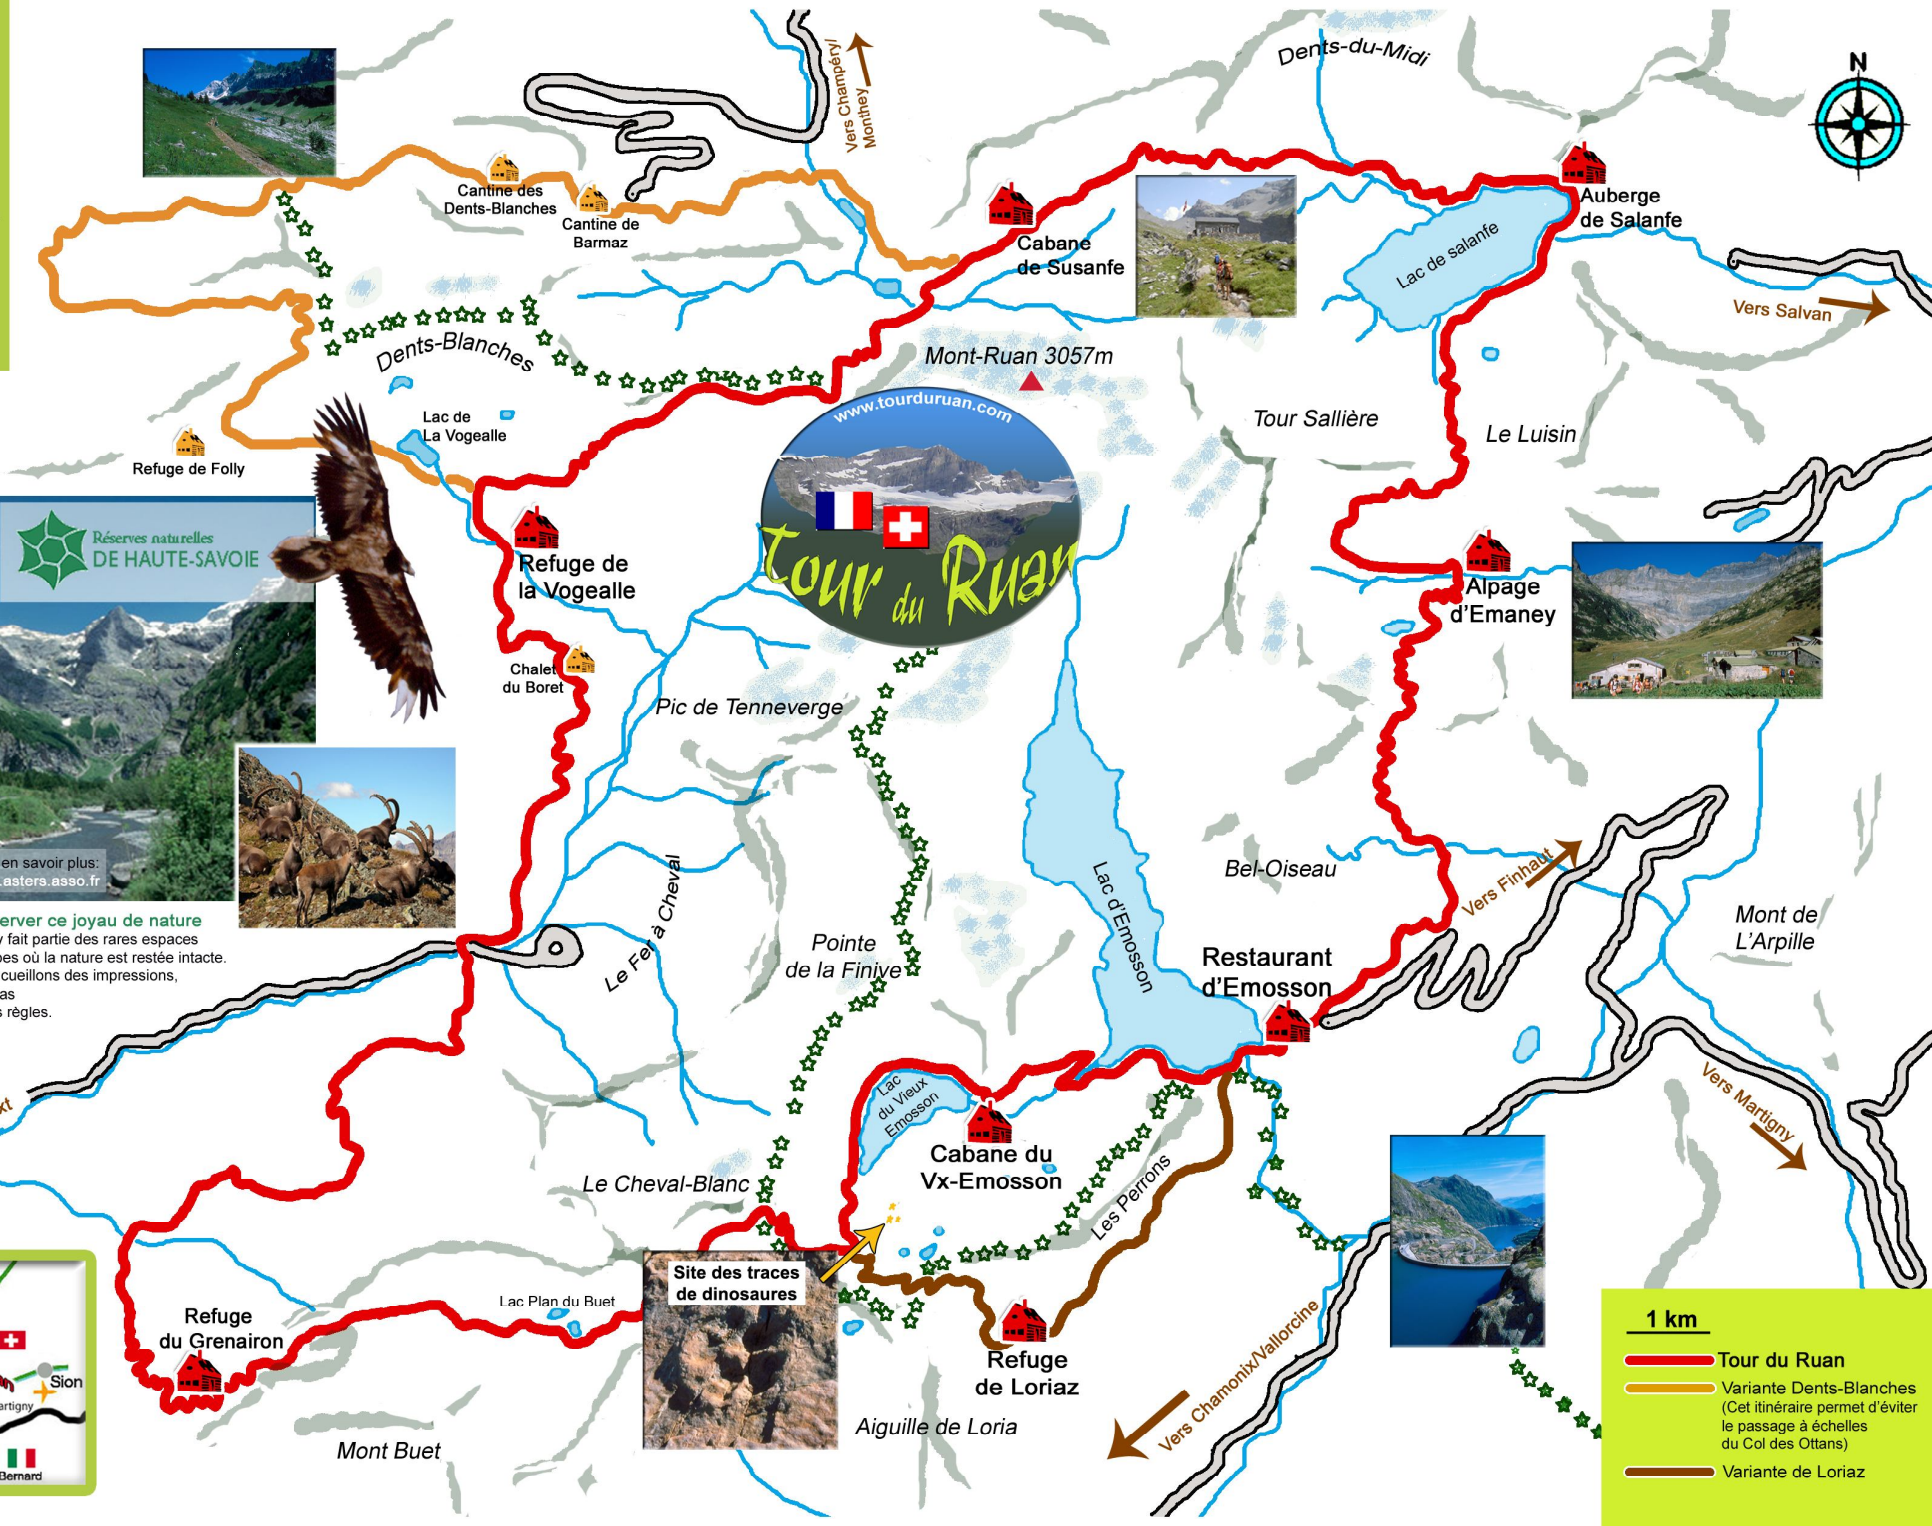 Vers Champéry/
Monthey
Dents-du-Midi
N
Cantine des
Dents-Blanches
Cantine de
Barmaz
Cabane
de Susanfe
Auberge
de Salanfe
Lac de salanfe
Vers Salvan
Dents-Blanches
Mont-Ruan 3057m
www.tourduruan.com
Tour du Ruan
Tour Sallière
Le Luisin
Lac de
La Vogealle
Refuge de Folly
Réserves naturelles
DE HAUTE-SAVOIE
Refuge de
la Vogealle
Alpage
d'Emaney
Chalet
du Boret
Pic de Tenneverge
en savoir plus:
.asters.asso.fr
erver ce joyau de nature
y fait partie des rares espaces
pes où la nature est restée intacte.
cueillons des impressions,
as
s règles.
Le Fer à Cheval
Pointe
de la Finive
Lac d'Emosson
Bel-Oiseau
Vers Finhaut
Restaurant
d'Emosson
Mont de
L'Arpille
Vers Martigny
xt
Lac
du Vieux
Emosson
Cabane du
Vx-Emosson
Le Cheval-Blanc
Les Perrons
Site des traces
de dinosaures
Lac Plan du Buet
Refuge
du Grenairon
Refuge
de Loriaz
Aiguille de Loria
Mont Buet
Vers Chamonix/Vallorcine
Sion
artigny
Bernard
1 km
Tour du Ruan
Variante Dents-Blanches
(Cet itinéraire permet d'éviter
le passage à échelles
du Col des Ottans)
Variante de Loriaz